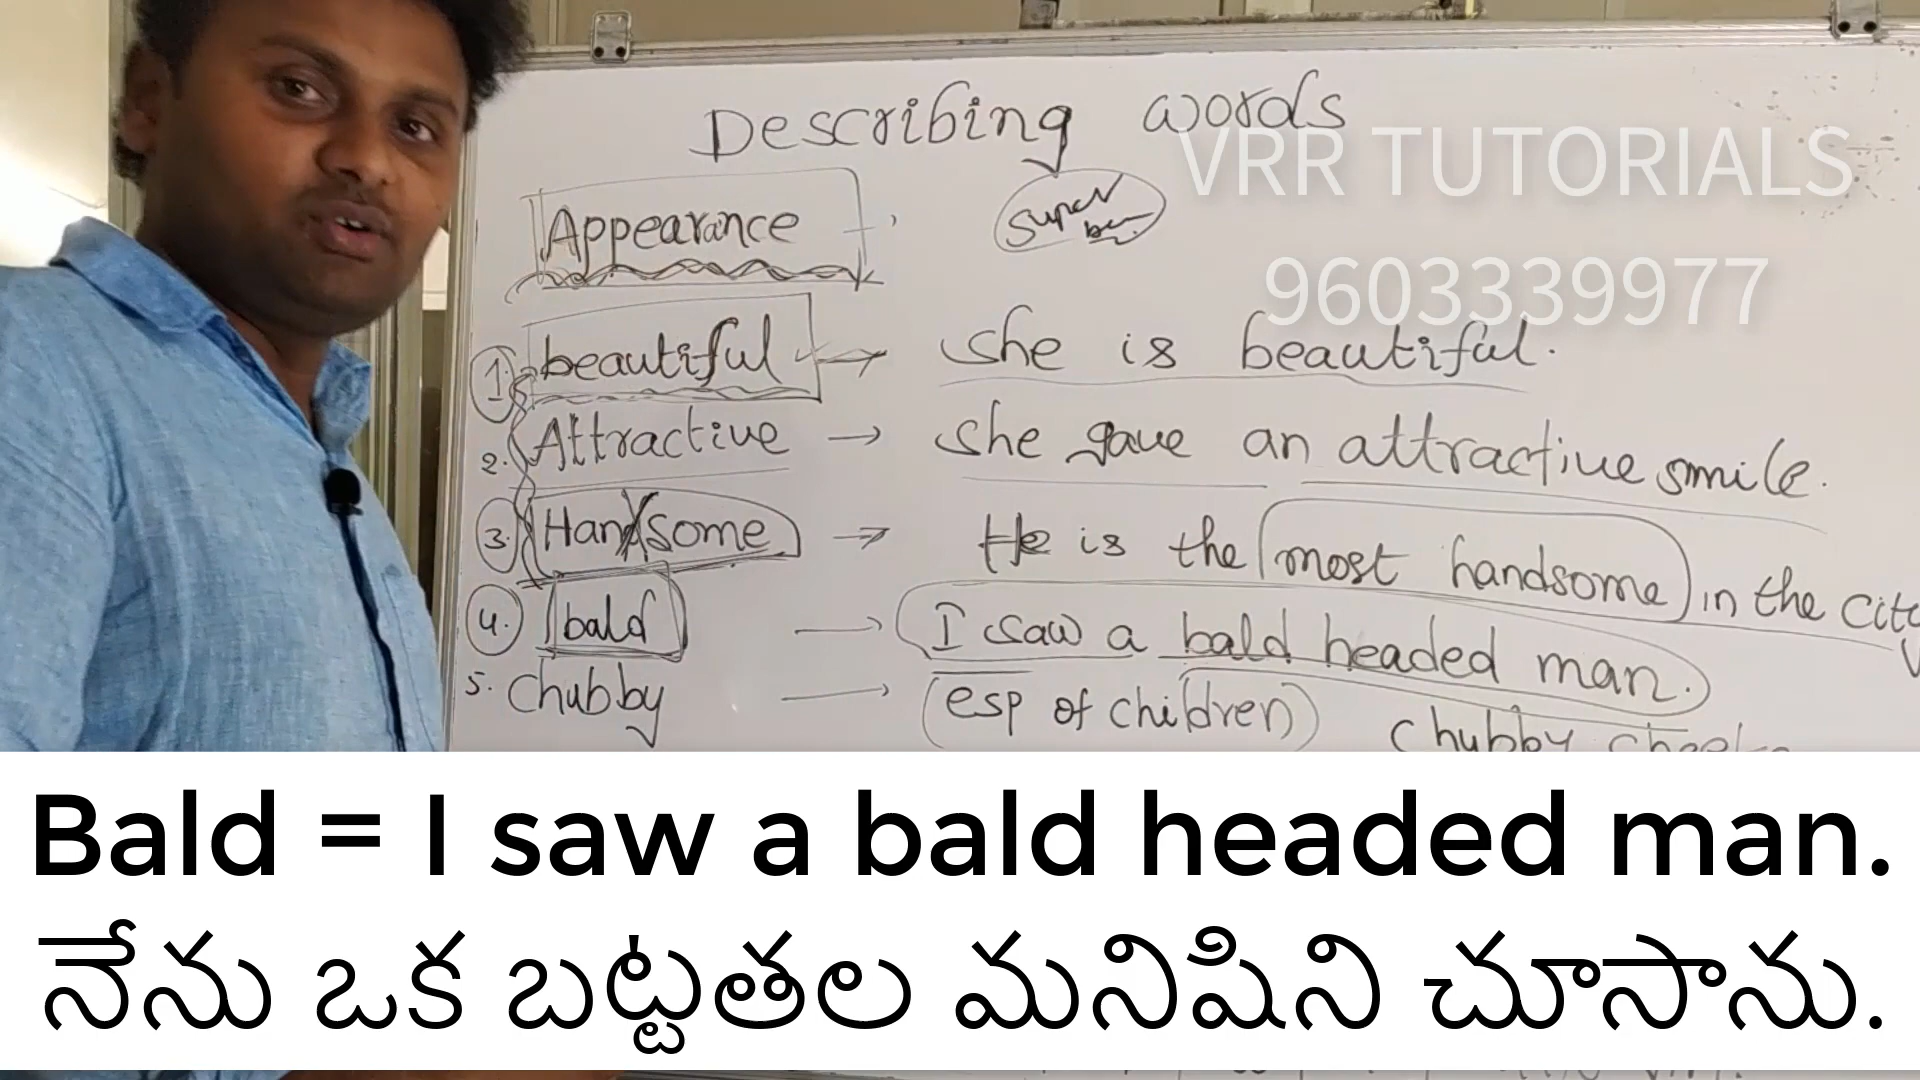 Describing words
VRR TUTORIALS
Appearance
Super
9603339977
1. beautiful → she is beautiful.
2. Attractive → she gave an attractive smile.
3. Handsome → He is the most handsome in the
4. bald → I saw a bald headed man.
5. Chubby → (esp of children) chubby
Bald = I saw a bald headed man.
నేను ఒక బట్టతల మనిషిని చూసాను.